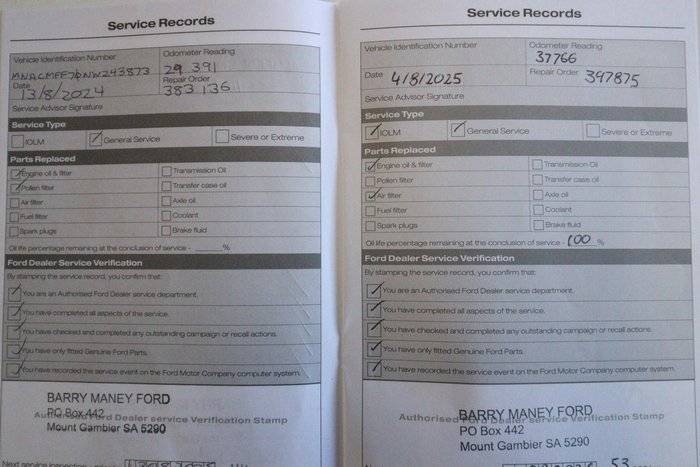 Service Records
Vehicle Identification Number
Odometer Reading
29 391
Date
13/8/2024
Repair Order
383 136
Service Advisor Signature
Service Type
IOLM
General Service
Severe or Extreme
Parts Replaced
Engine oil & filter
Transmission Oil
Pollen filter
Transfer case oil
Air filter
Axle oil
Fuel filter
Coolant
Spark plugs
Brake fluid
Oil life percentage remaining at the conclusion of service - %
Ford Dealer Service Verification
By stamping the service record, you confirm that:
You are an Authorised Ford Dealer service department.
You have completed all aspects of the service.
You have checked and completed any outstanding campaign or recall actions.
You have only fitted Genuine Ford Parts.
You have recorded the service event on the Ford Motor Company computer system.
BARRY MANEY FORD
Authorised Ford Dealer service Verification Stamp
PO Box 442
Mount Gambier SA 5290
Service Records
Vehicle Identification Number
Odometer Reading
37766
Date 4/8/2025
Repair Order 397875
Service Advisor Signature
Service Type
IOLM
General Service
Severe or Extreme
Parts Replaced
Engine oil & filter
Transmission Oil
Pollen filter
Transfer case oil
Air filter
Axle oil
Fuel filter
Coolant
Spark plugs
Brake fluid
Oil life percentage remaining at the conclusion of service - 100 %
Ford Dealer Service Verification
By stamping the service record, you confirm that:
You are an Authorised Ford Dealer service department.
You have completed all aspects of the service.
You have checked and completed any outstanding campaign or recall actions.
You have only fitted Genuine Ford Parts.
You have recorded the service event on the Ford Motor Company computer system.
BARRY MANEY FORD
Authorised Ford Dealer service Verification Stamp
PO Box 442
Mount Gambier SA 5290
53